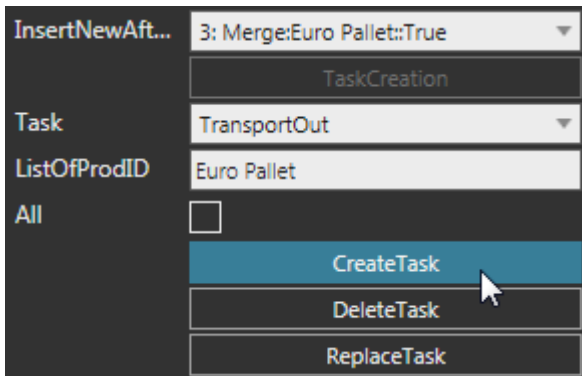 InsertNewAft... 3: Merge:Euro Pallet::True
TaskCreation
Task TransportOut
ListOfProdID Euro Pallet
All
CreateTask
DeleteTask
ReplaceTask